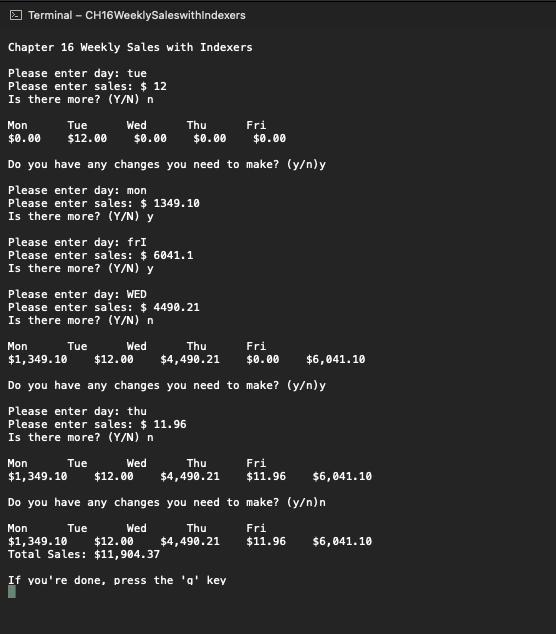 Terminal – CH16WeeklySaleswithIndexers
Chapter 16 Weekly Sales with Indexers
Please enter day: tue
Please enter sales: $ 12
Is there more? (Y/N) n
Mon Tue Wed Thu Fri
$0.00 $12.00 $0.00 $0.00 $0.00
Do you have any changes you need to make? (y/n)y
Please enter day: mon
Please enter sales: $ 1349.10
Is there more? (Y/N) y
Please enter day: frI
Please enter sales: $ 6041.1
Is there more? (Y/N) y
Please enter day: WED
Please enter sales: $ 4490.21
Is there more? (Y/N) n
Mon Tue Wed Thu Fri
$1,349.10 $12.00 $4,490.21 $0.00 $6,041.10
Do you have any changes you need to make? (y/n)y
Please enter day: thu
Please enter sales: $ 11.96
Is there more? (Y/N) n
Mon Tue Wed Thu Fri
$1,349.10 $12.00 $4,490.21 $11.96 $6,041.10
Do you have any changes you need to make? (y/n)n
Mon Tue Wed Thu Fri
$1,349.10 $12.00 $4,490.21 $11.96 $6,041.10
Total Sales: $11,904.37
If you're done, press the 'q' key